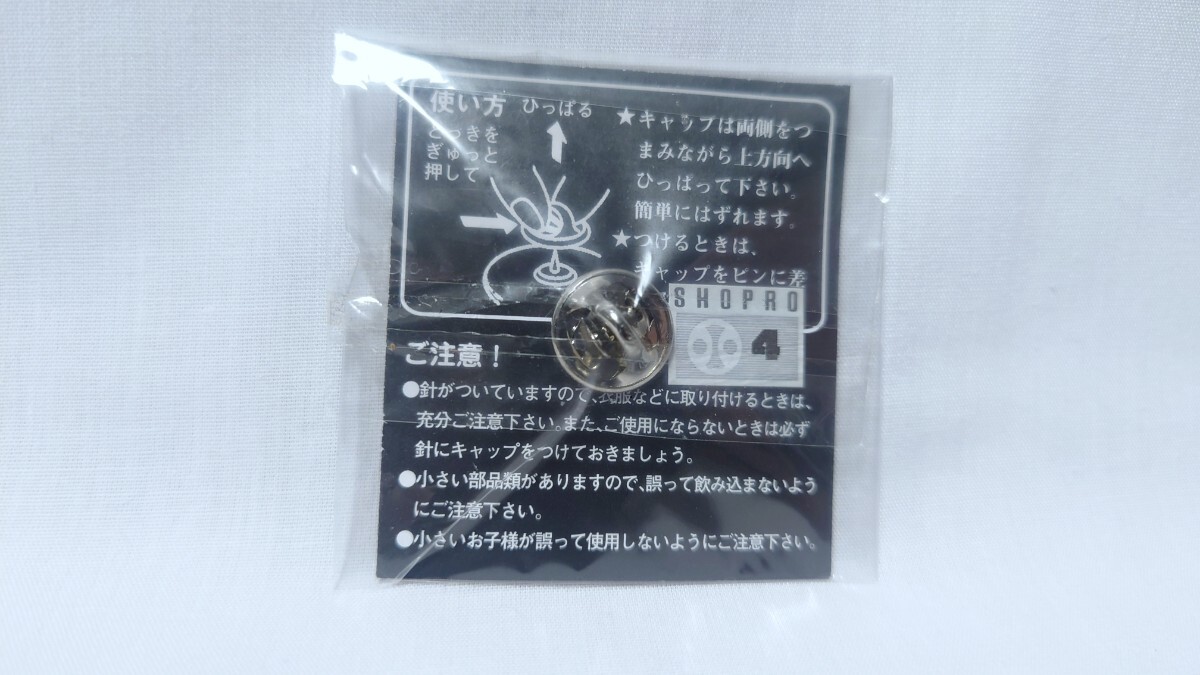 使い方
ひっぱる
とっきを
ぎゅっと
押して
★キャップは両側をつ
まみながら上方向へ
ひっぱって下さい。
簡単にはずれます。
★つけるときは、
キャップをピンに差
SHOPRO
4
ご注意！
●針がついていますので、衣服などに取り付けるときは、
充分ご注意下さい。また、ご使用にならないときは必ず
針にキャップをつけておきましょう。
●小さい部品類がありますので、誤って飲み込まないよう
にご注意下さい。
●小さいお子様が誤って使用しないようにご注意下さい。